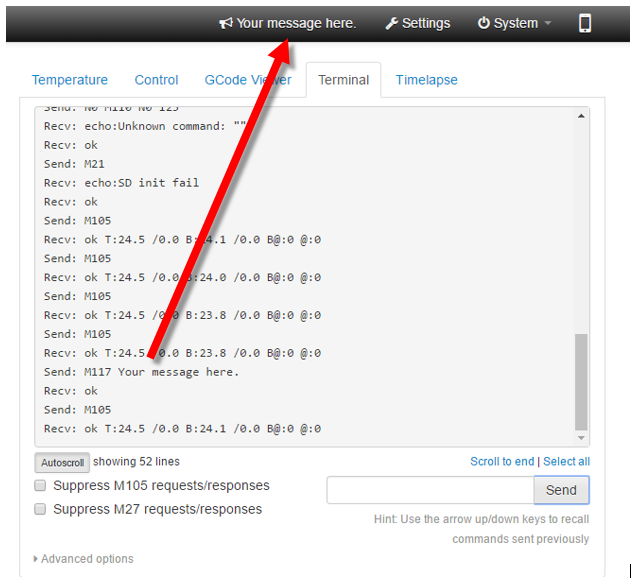 Your message here. Settings System
Temperature Control GCode Viewer Terminal Timelapse
Send: N0 M110 N0*125
Recv: echo:Unknown command: ""
Recv: ok
Send: M21
Recv: echo:SD init fail
Recv: ok
Send: M105
Recv: ok T:24.5 /0.0 B:24.1 /0.0 B@:0 @:0
Send: M105
Recv: ok T:24.5 /0.0 B:24.0 /0.0 B@:0 @:0
Send: M105
Recv: ok T:24.5 /0.0 B:23.8 /0.0 B@:0 @:0
Send: M105
Recv: ok T:24.5 /0.0 B:23.8 /0.0 B@:0 @:0
Send: M117 Your message here.
Recv: ok
Send: M105
Recv: ok T:24.5 /0.0 B:24.1 /0.0 B@:0 @:0
Autoscroll showing 52 lines Scroll to end | Select all
Suppress M105 requests/responses
Send
Suppress M27 requests/responses
Hint: Use the arrow up/down keys to recall
commands sent previously
Advanced options